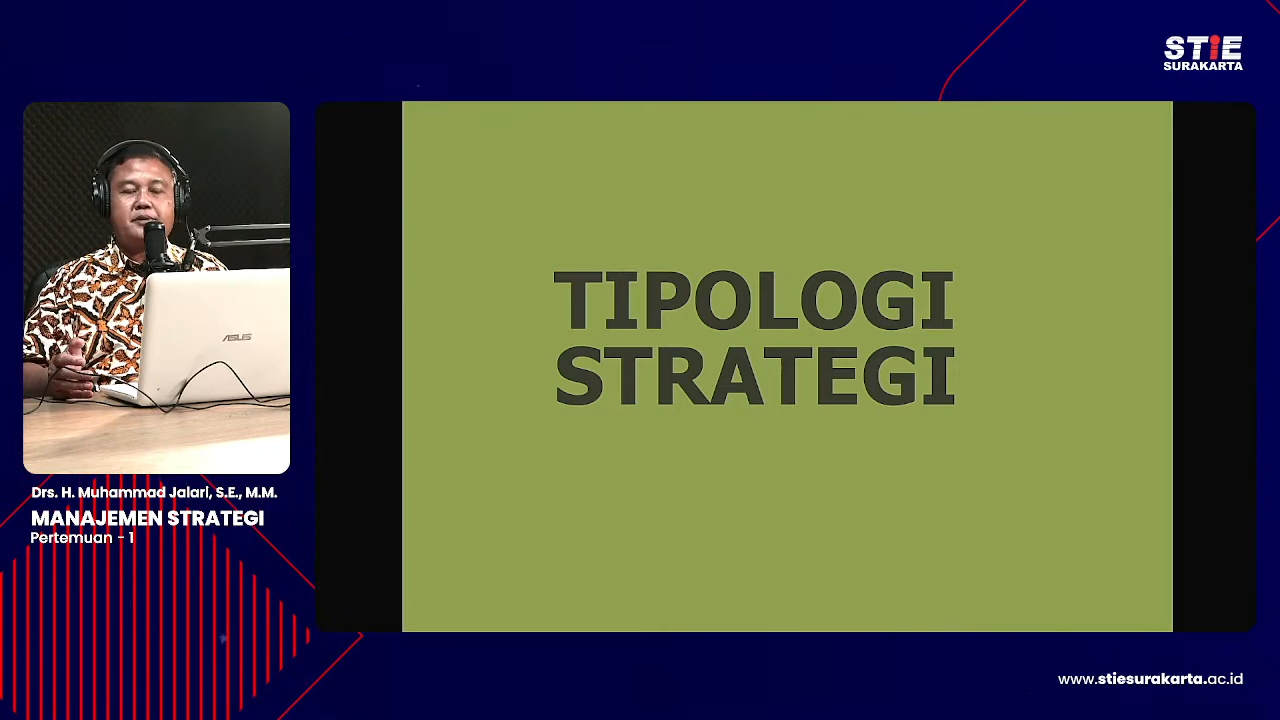 STIE
SURAKARTA
TIPOLOGI
STRATEGI
ASUS
Drs. H. Muhammad Jalari, S.E., M.M.
MANAJEMEN STRATEGI
Pertemuan - 1
www.stiesurakarta.ac.id